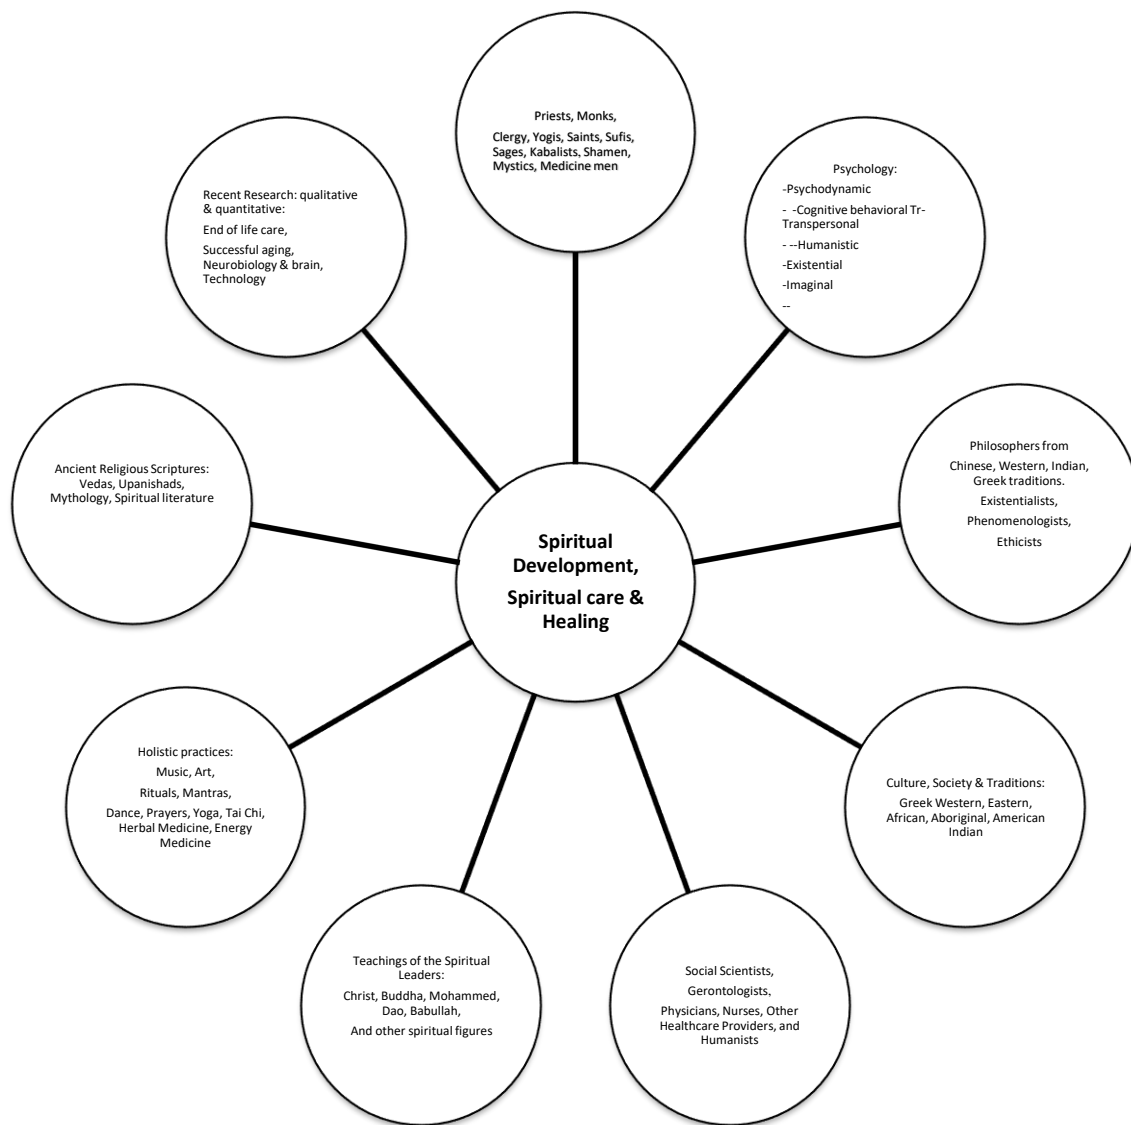 Priests, Monks,
Clergy, Yogis, Saints, Sufis,
Sages, Kabalists, Shamen,
Mystics, Medicine men
Psychology:
-Psychodynamic
- -Cognitive behavioral Tr-
Transpersonal
- --Humanistic
-Existential
-Imaginal
--
Philosophers from
Chinese, Western, Indian,
Greek traditions.
Existentialists,
Phenomenologists,
Ethicists
Culture, Society & Traditions:
Greek Western, Eastern,
African, Aboriginal, American
Indian
Social Scientists,
Gerontologists,
Physicians, Nurses, Other
Healthcare Providers, and
Humanists
Teachings of the Spiritual
Leaders:
Christ, Buddha, Mohammed,
Dao, Babullah,
And other spiritual figures
Holistic practices:
Music, Art,
Rituals, Mantras,
Dance, Prayers, Yoga, Tai Chi,
Herbal Medicine, Energy
Medicine
Ancient Religious Scriptures:
Vedas, Upanishads,
Mythology, Spiritual literature
Recent Research: qualitative
& quantitative:
End of life care,
Successful aging,
Neurobiology & brain,
Technology
Spiritual
Development,
Spiritual care &
Healing